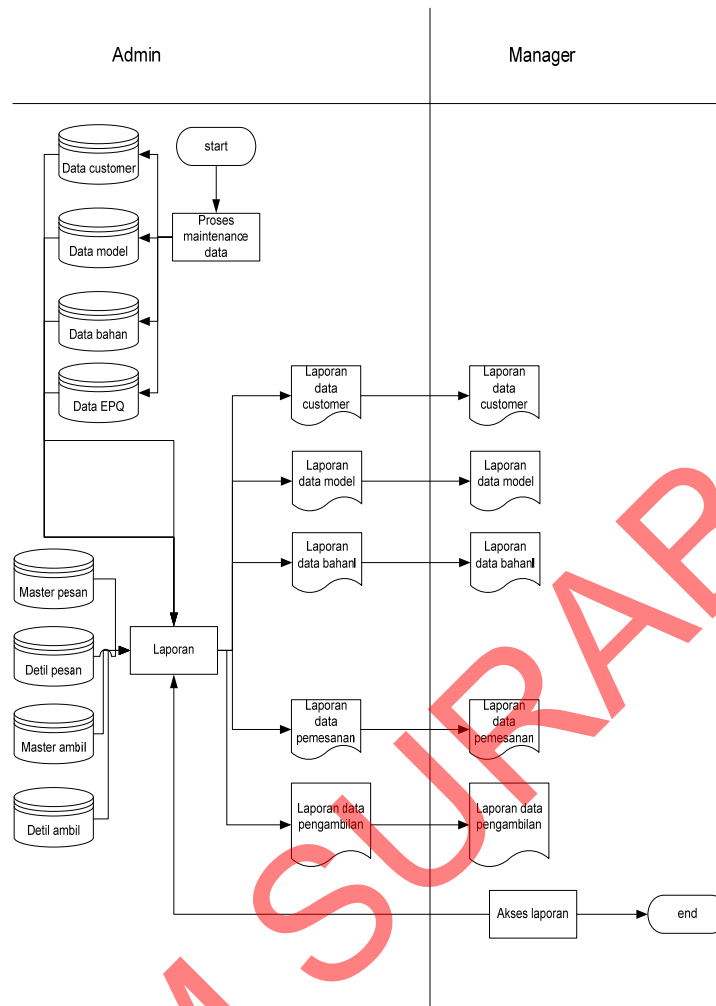 Admin
Manager
start
Data customer
Proses
maintenance
data
Data model
Data bahan
Data EPQ
Laporan
data
customer
Laporan
data
customer
Laporan
data model
Laporan
data model
Laporan
data bahanl
Laporan
data bahanl
Master pesan
Detil pesan
Master ambil
Detil ambil
Laporan
Laporan
data
pemesanan
Laporan
data
pemesanan
Laporan data
pengambilan
Laporan data
pengambilan
Akses laporan
end
M SURAB